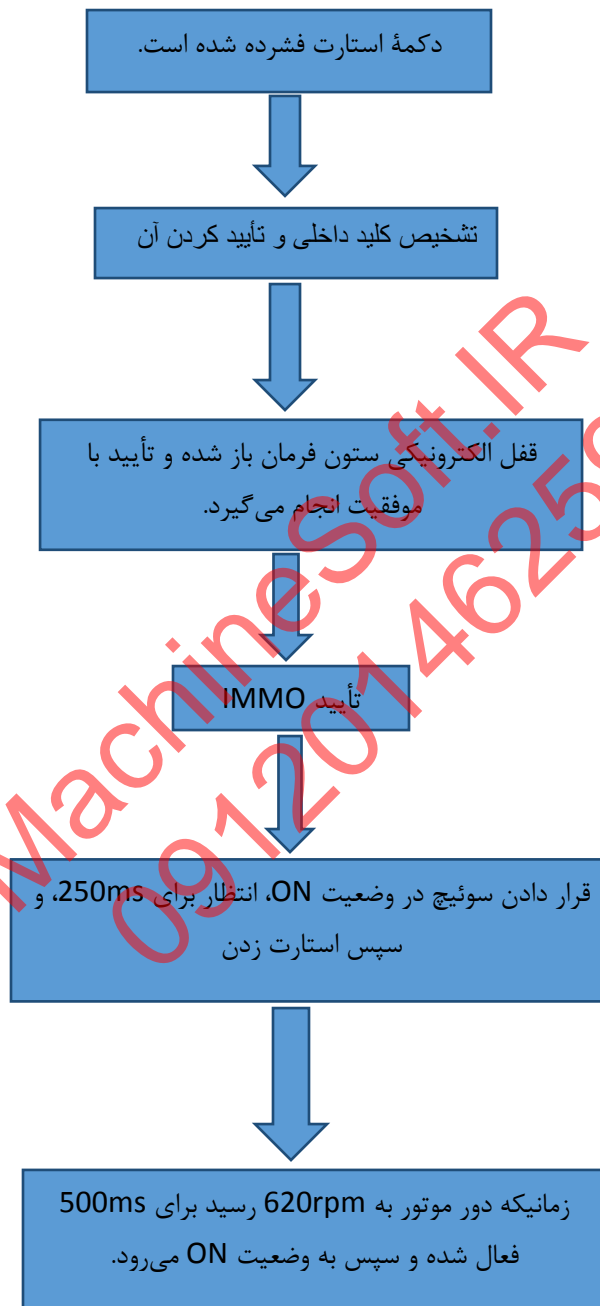 دکمهٔ استارت فشرده شده است.
تشخیص کلید داخلی و تأیید کردن آن
قفل الکترونیکی ستون فرمان باز شده و تأیید با
موفقیت انجام می‌گیرد.
تأیید IMMO
قرار دادن سوئیچ در وضعیت ON، انتظار برای 250ms، و
سپس استارت زدن
زمانیکه دور موتور به 620rpm رسید برای 500ms
فعال شده و سپس به وضعیت ON می‌رود.
MachineSoft.IR